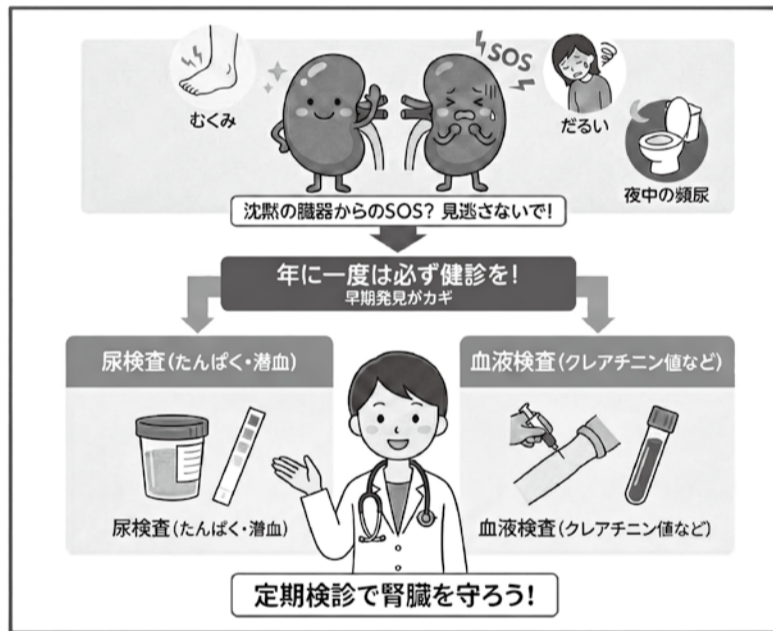 むくみ
SOS
だるい
夜中の頻尿
沈黙の臓器からのSOS? 見逃さないで!
年に一度は必ず健診を!
早期発見がカギ
尿検査(たんぱく・潜血)
血液検査(クレアチニン値など)
尿検査(たんぱく・潜血)
血液検査(クレアチニン値など)
定期検診で腎臓を守ろう!